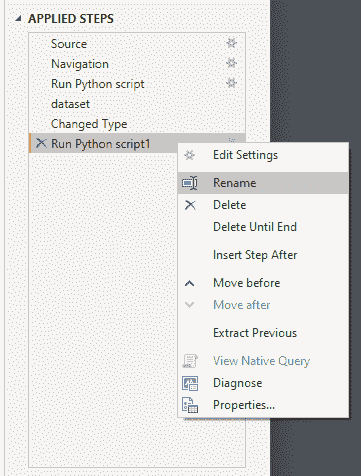 APPLIED STEPS
Source
Navigation
Run Python script
dataset
Changed Type
Run Python script1
Edit Settings
Rename
Delete
Delete Until End
Insert Step After
Move before
Move after
Extract Previous
View Native Query
Diagnose
Properties...